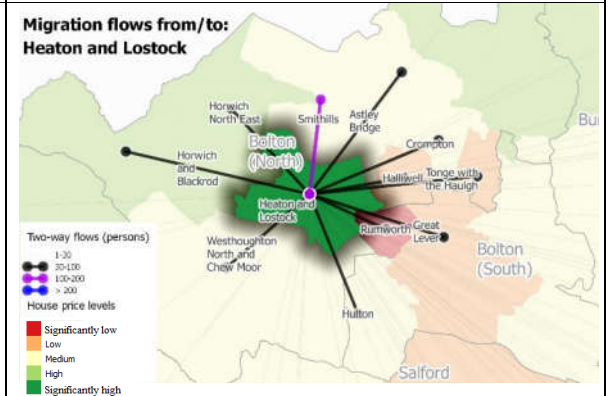 Migration flows from/to:
Heaton and Lostock
Horwich
North East
Smithills
Astley
Bridge
Bolton
(North)
Crompton
Bu
Horwich
and
Blackrod
Halliwell
Tonge with
the Haulgh
Heaton and
Lostock
Rumworth
Great
Lever
Westhoughton
North and
Chew Moor
Bolton
(South)
Hulton
Salford
Two-way flows (persons)
1-30
30-100
100-200
> 200
House price levels
Significantly low
Low
Medium
High
Significantly high